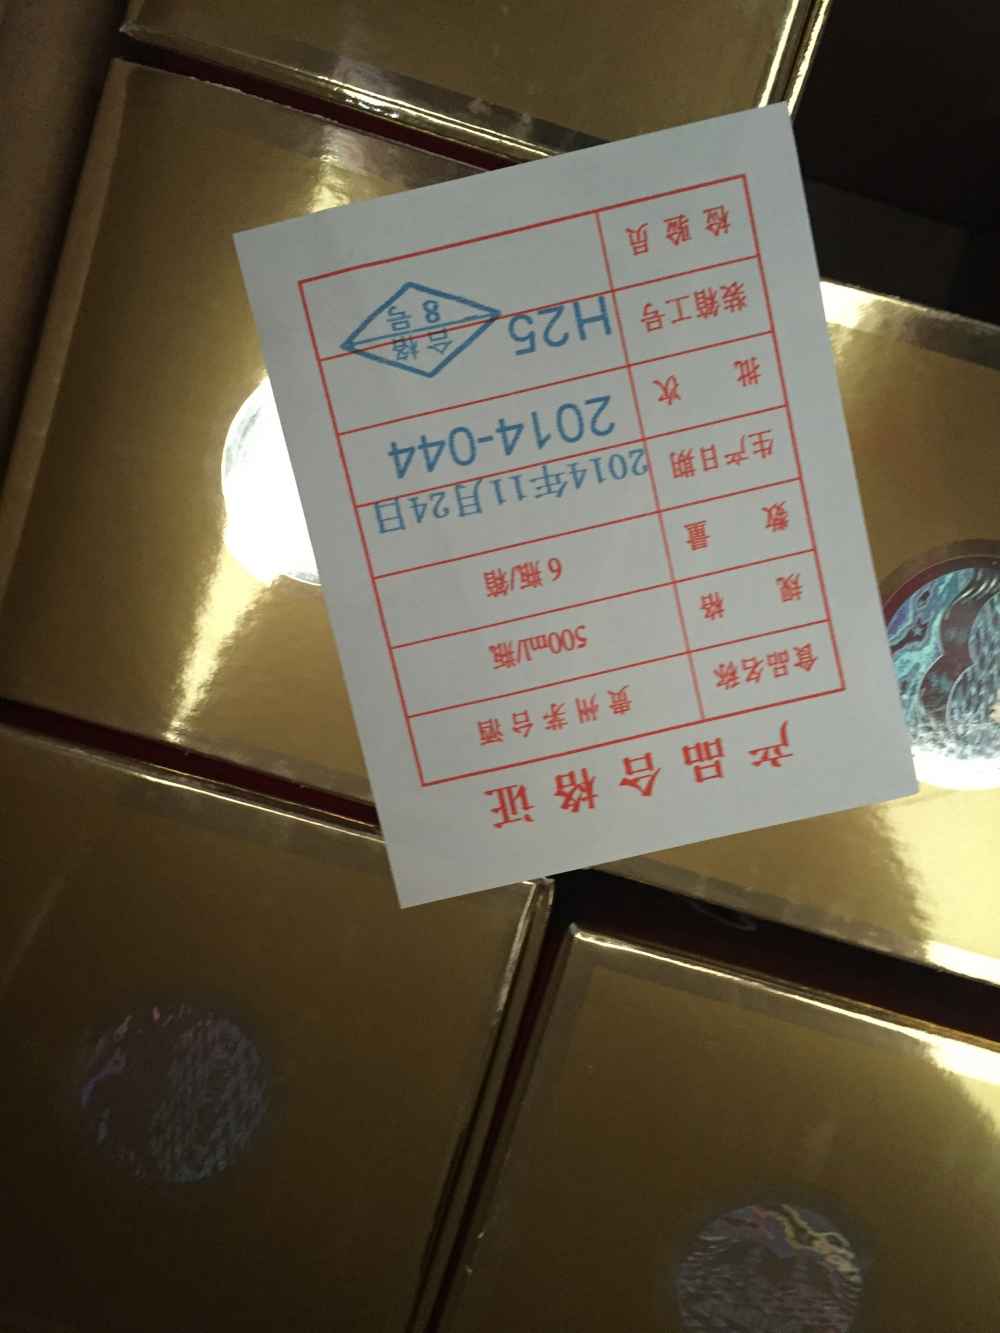 产品合格证
食品名称 贵州茅台酒
规格 500ml/瓶
数量 6瓶/箱
生产日期 2014年11月24日
批次 2014-044
装箱工号 H25
检验员
合格
8号